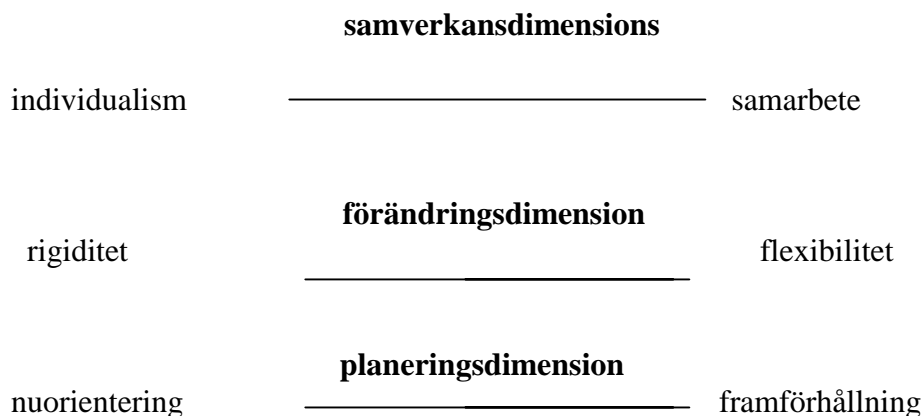 samverkansdimensions
individualism samarbete
förändringsdimension
rigiditet flexibilitet
planeringsdimension
nuorientering framförhållning